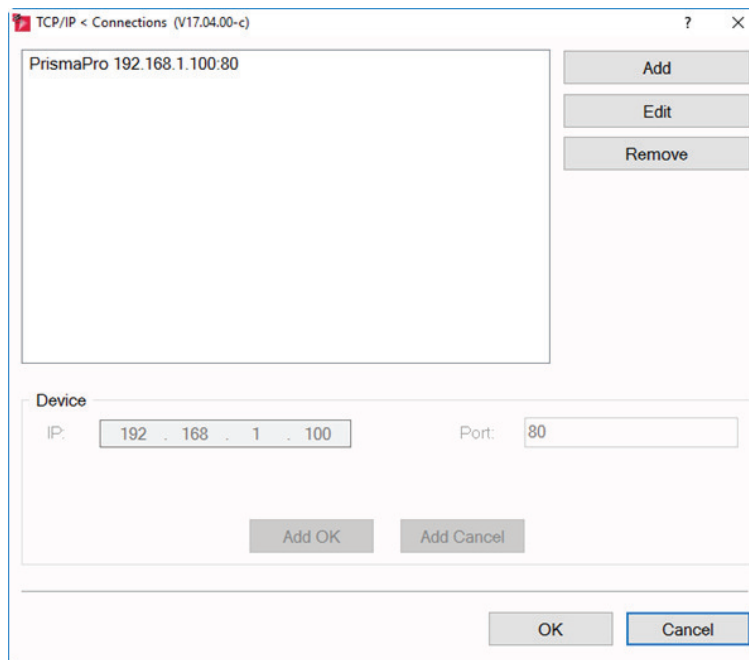 TCP/IP < Connections (V17.04.00-c) ? ×
PrismaPro 192.168.1.100:80
Add
Edit
Remove
Device
IP: 192 . 168 . 1 . 100 Port: 80
Add OK Add Cancel
OK Cancel